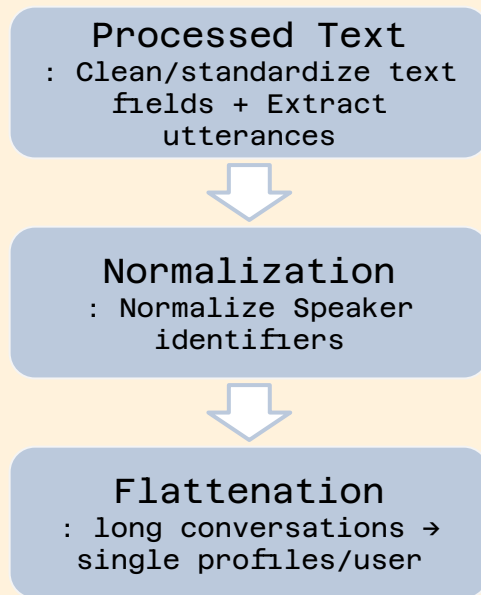 Processed Text
: Clean/standardize text
fields + Extract
utterances
Normalization
: Normalize Speaker
identifiers
Flattenation
: long conversations →
single profiles/user